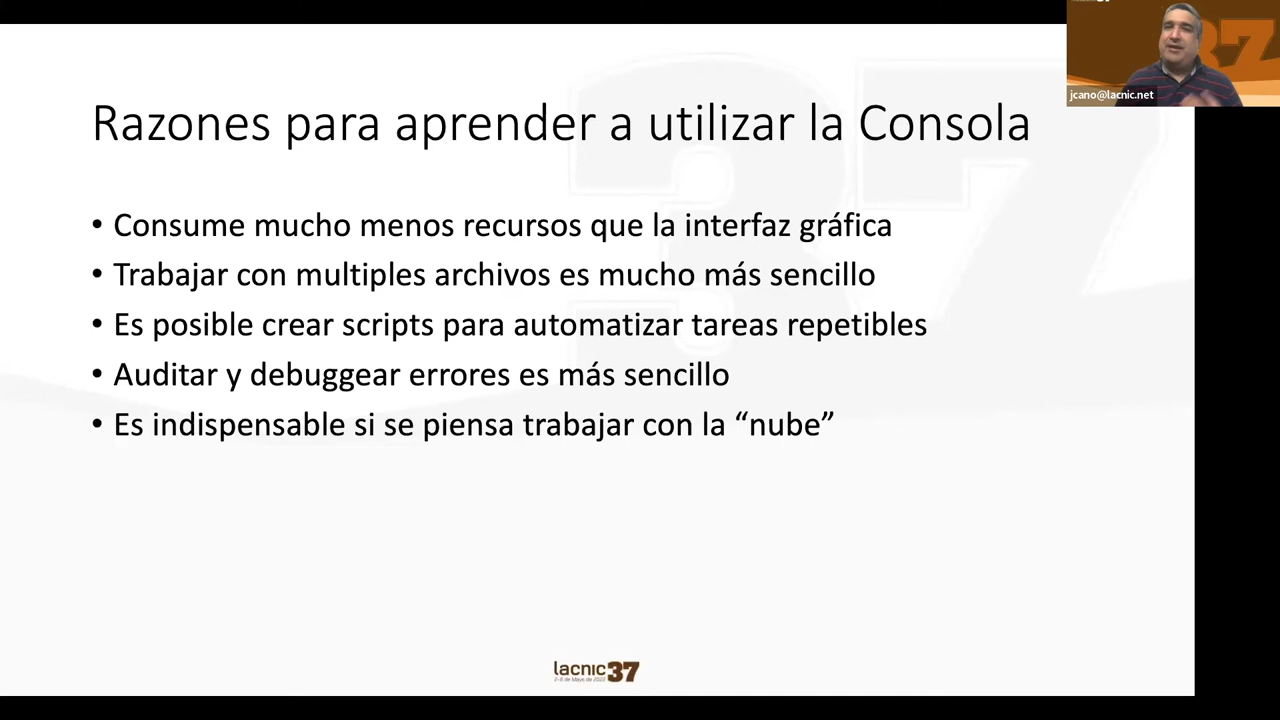 jcano@lacnic.net
Razones para aprender a utilizar la Consola
• Consume mucho menos recursos que la interfaz gráfica
• Trabajar con multiples archivos es mucho más sencillo
• Es posible crear scripts para automatizar tareas repetibles
• Auditar y debuggear errores es más sencillo
• Es indispensable si se piensa trabajar con la “nube”
lacnic37